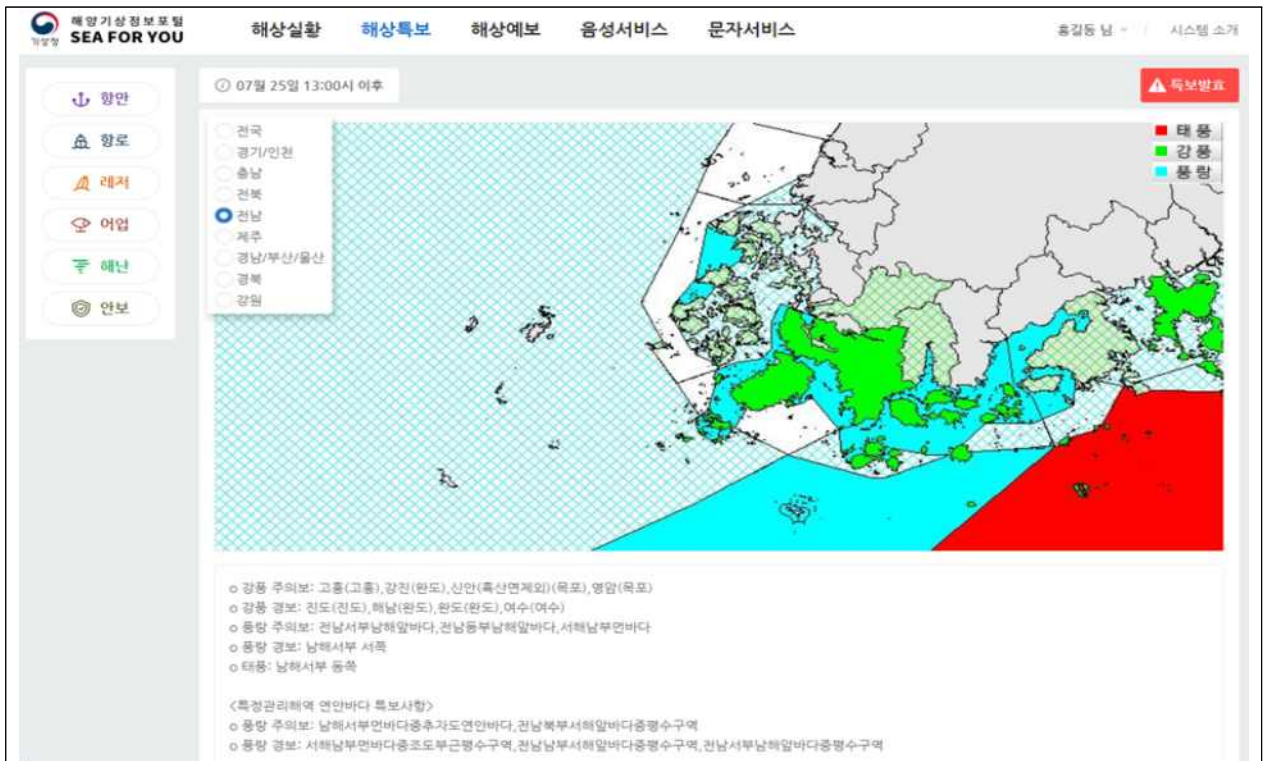 해양기상정보포털
SEA FOR YOU
기상청
해상실황
해상특보
해상예보
음성서비스
문자서비스
홍길동 님
시스템 소개
항만
항로
레저
어업
해난
안보
07월 25일 13:00시 이후
특보발효
전국
경기/인천
충남
전북
전남
제주
경남/부산/울산
경북
강원
태 풍
강 풍
풍 랑
o 강풍 주의보: 고흥(고흥),강진(완도),신안(흑산면제외)(목포),영암(목포)
o 강풍 경보: 진도(진도),해남(완도),완도(완도),여수(여수)
o 풍랑 주의보: 전남서부남해앞바다,전남동부남해앞바다,서해남부먼바다
o 풍랑 경보: 남해서부 서쪽
o 태풍: 남해서부 동쪽
<특정관리해역 연안바다 특보사항>
o 풍랑 주의보: 남해서부먼바다중추자도연안바다,전남북부서해앞바다중평수구역
o 풍랑 경보: 서해남부먼바다중조도부근평수구역,전남남부서해앞바다중평수구역,전남서부남해앞바다중평수구역